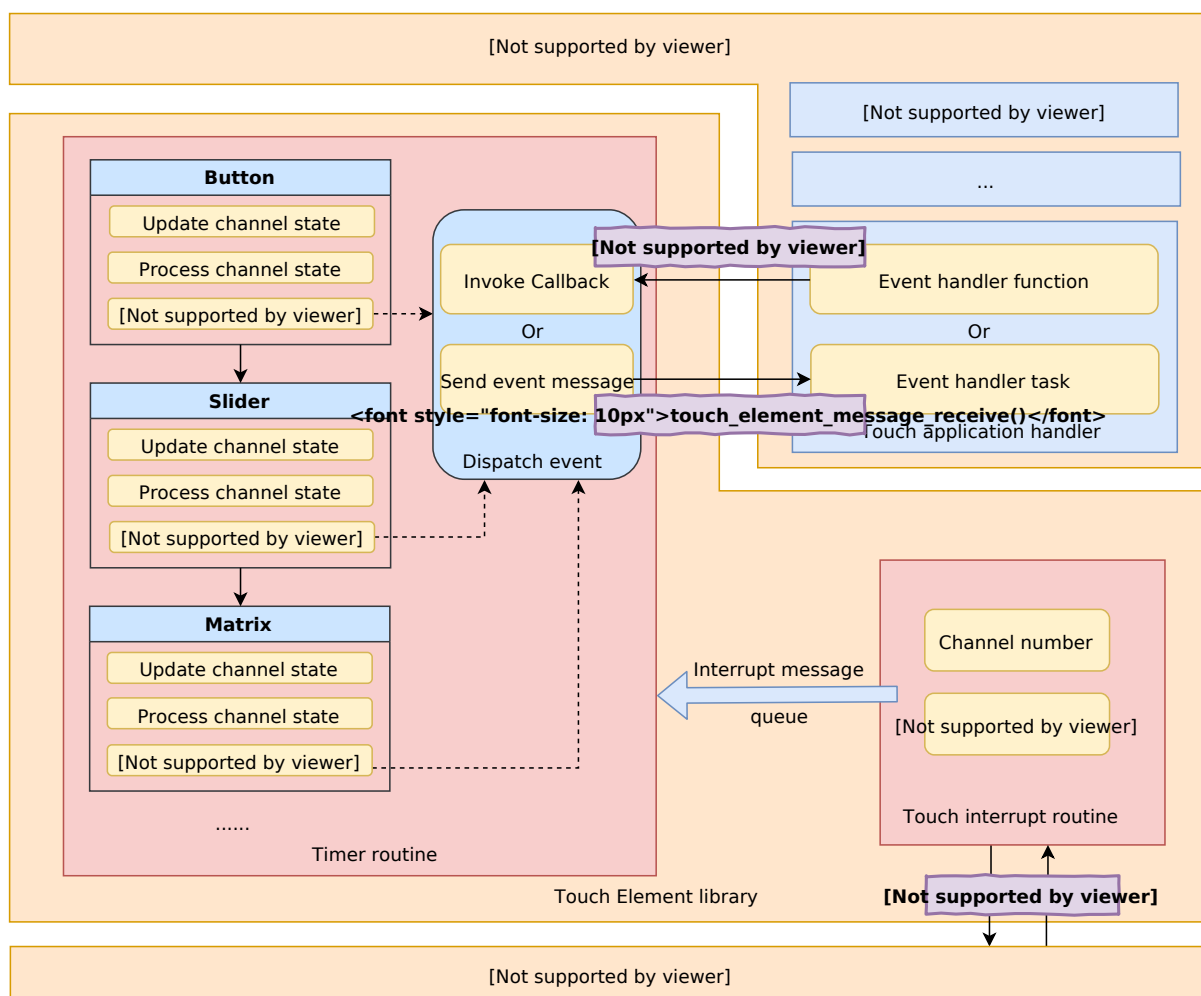 [Not supported by viewer]
[Not supported by viewer]
...
Button
Update channel state
Process channel state
[Not supported by viewer]
Slider
Update channel state
Process channel state
[Not supported by viewer]
Matrix
Update channel state
Process channel state
[Not supported by viewer]
......
Timer routine
Invoke Callback
Or
Send event message
Dispatch event
[Not supported by viewer]
<font style="font-size: 10px">touch_element_message_receive()</font>
Event handler function
Or
Event handler task
Touch application handler
Interrupt message
queue
Channel number
[Not supported by viewer]
Touch interrupt routine
Touch Element library
[Not supported by viewer]
[Not supported by viewer]